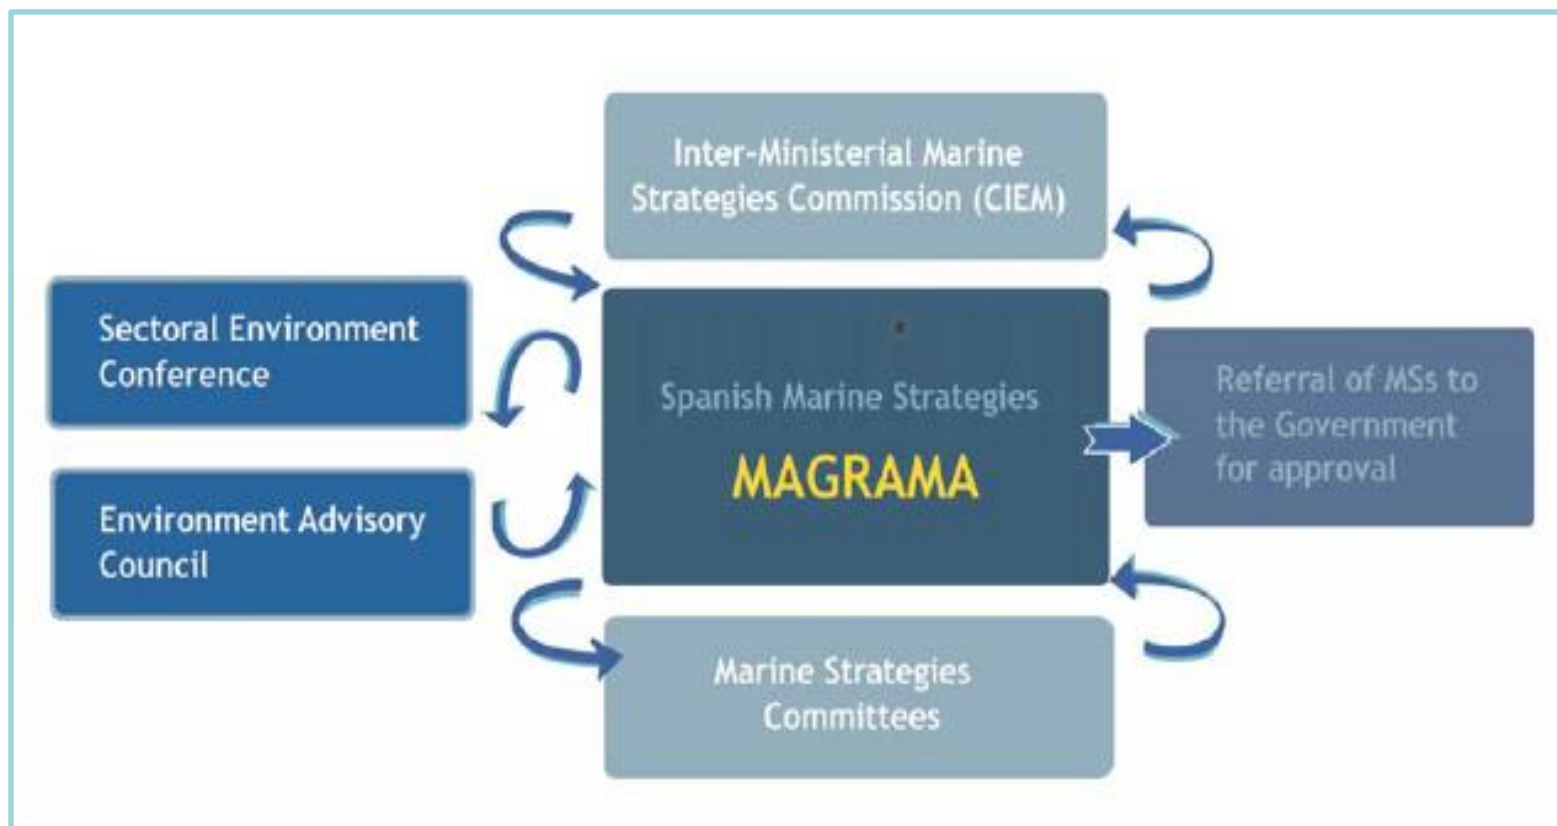 Inter-Ministerial Marine
Strategies Commission (CIEM)
Sectoral Environment
Conference
Environment Advisory
Council
Spanish Marine Strategies
MAGRAMA
Referral of MSs to
the Government
for approval
Marine Strategies
Committees